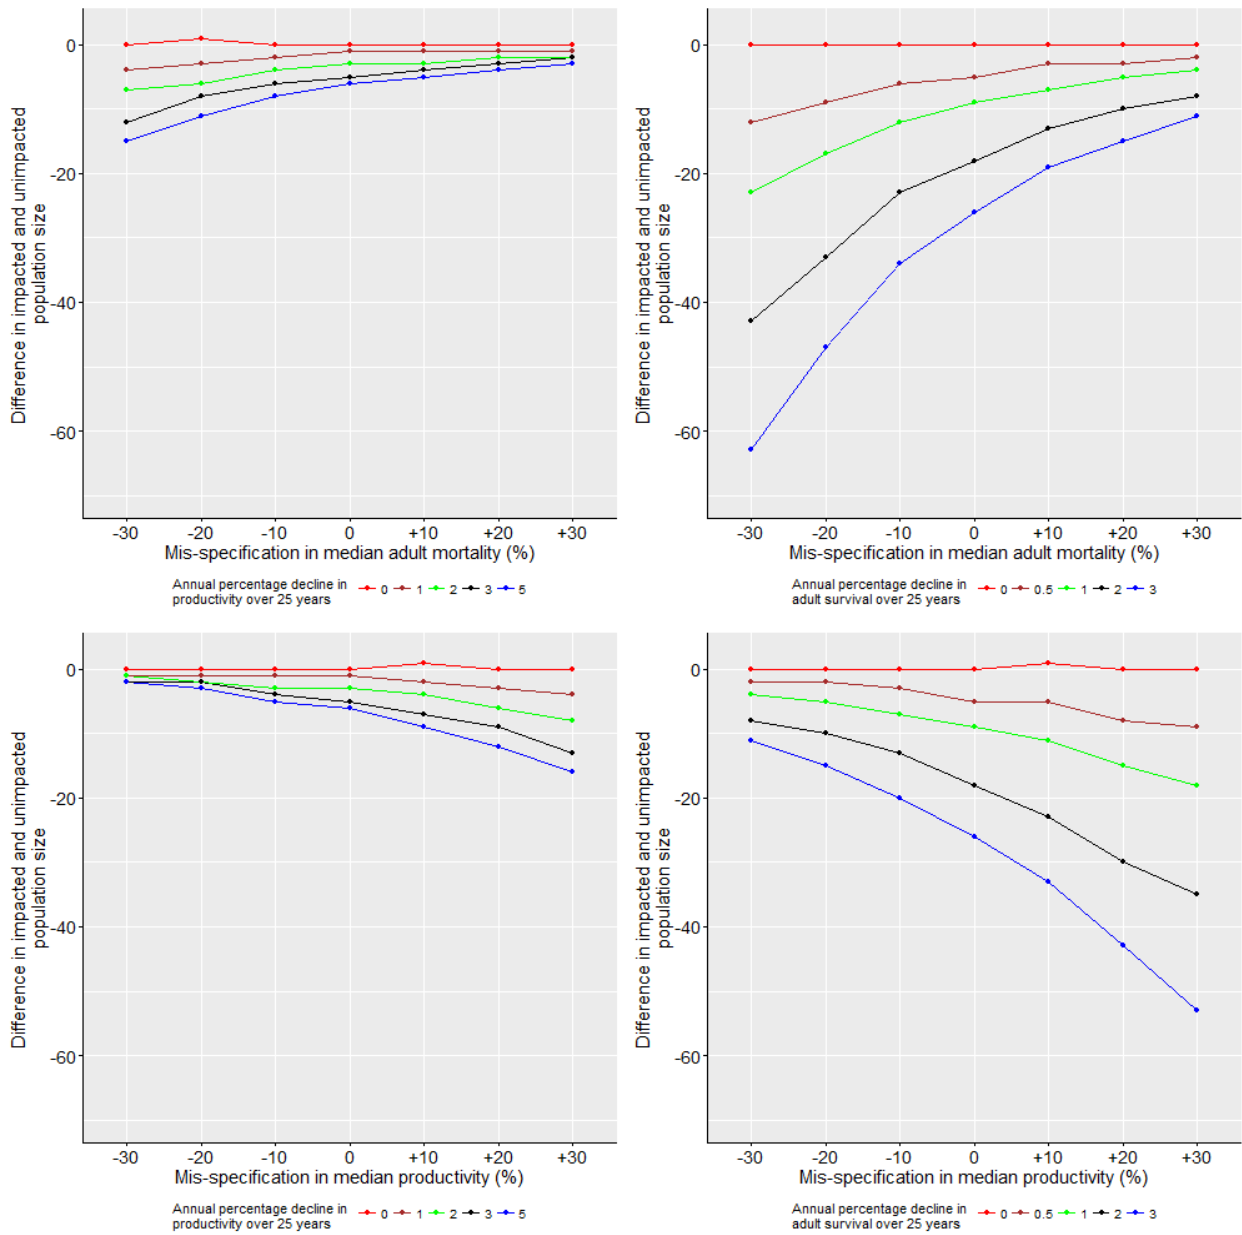 0
-20
-40
-60
Difference in impacted and unimpacted
population size
-30 -20 -10 0 +10 +20 +30
Mis-specification in median adult mortality (%)
Annual percentage decline in
productivity over 25 years 0 1 2 3 5
0
-20
-40
-60
Difference in impacted and unimpacted
population size
-30 -20 -10 0 +10 +20 +30
Mis-specification in median adult mortality (%)
Annual percentage decline in
adult survival over 25 years 0 0.5 1 2 3
0
-20
-40
-60
Difference in impacted and unimpacted
population size
-30 -20 -10 0 +10 +20 +30
Mis-specification in median productivity (%)
Annual percentage decline in
productivity over 25 years 0 1 2 3 5
0
-20
-40
-60
Difference in impacted and unimpacted
population size
-30 -20 -10 0 +10 +20 +30
Mis-specification in median productivity (%)
Annual percentage decline in
adult survival over 25 years 0 0.5 1 2 3